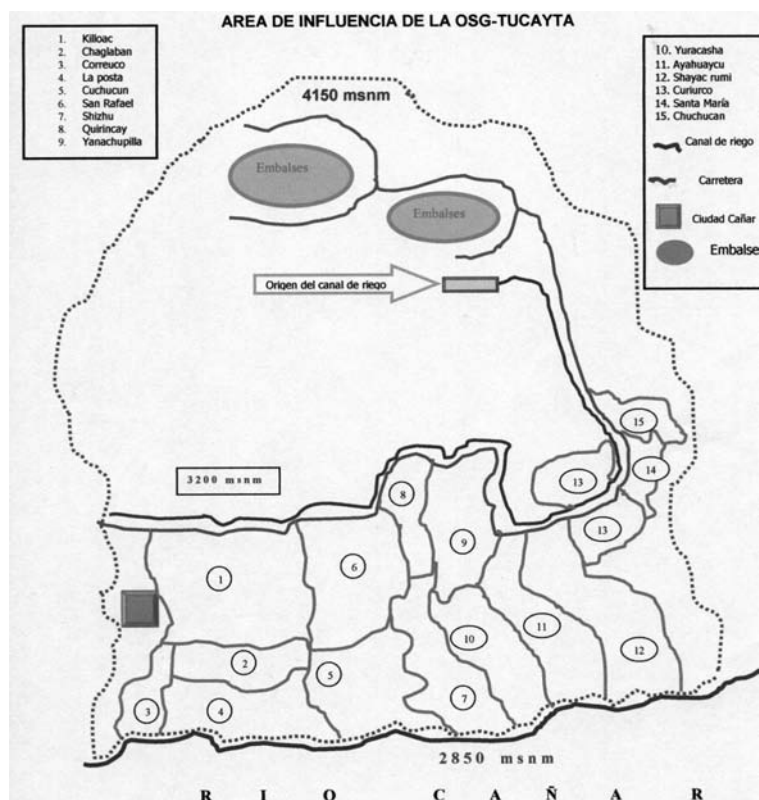 AREA DE INFLUENCIA DE LA OSG-TUCAYTA
1. Killoac
2. Chaglaban
3. Correuco
4. La posta
5. Cuchucun
6. San Rafael
7. Shizhu
8. Quirincay
9. Yanachupilla
10. Yuracasha
11. Ayahuaycu
12. Shayac rumi
13. Curiurco
14. Santa María
15. Chuchucan
Canal de riego
Carretera
Ciudad Cañar
Embalse
4150 msnm
Embalses
Embalses
Origen del canal de riego
3200 msnm
15
14
13
13
8
9
6
1
11
10
12
2
5
7
3
4
2850 msnm
RIO CAÑAR